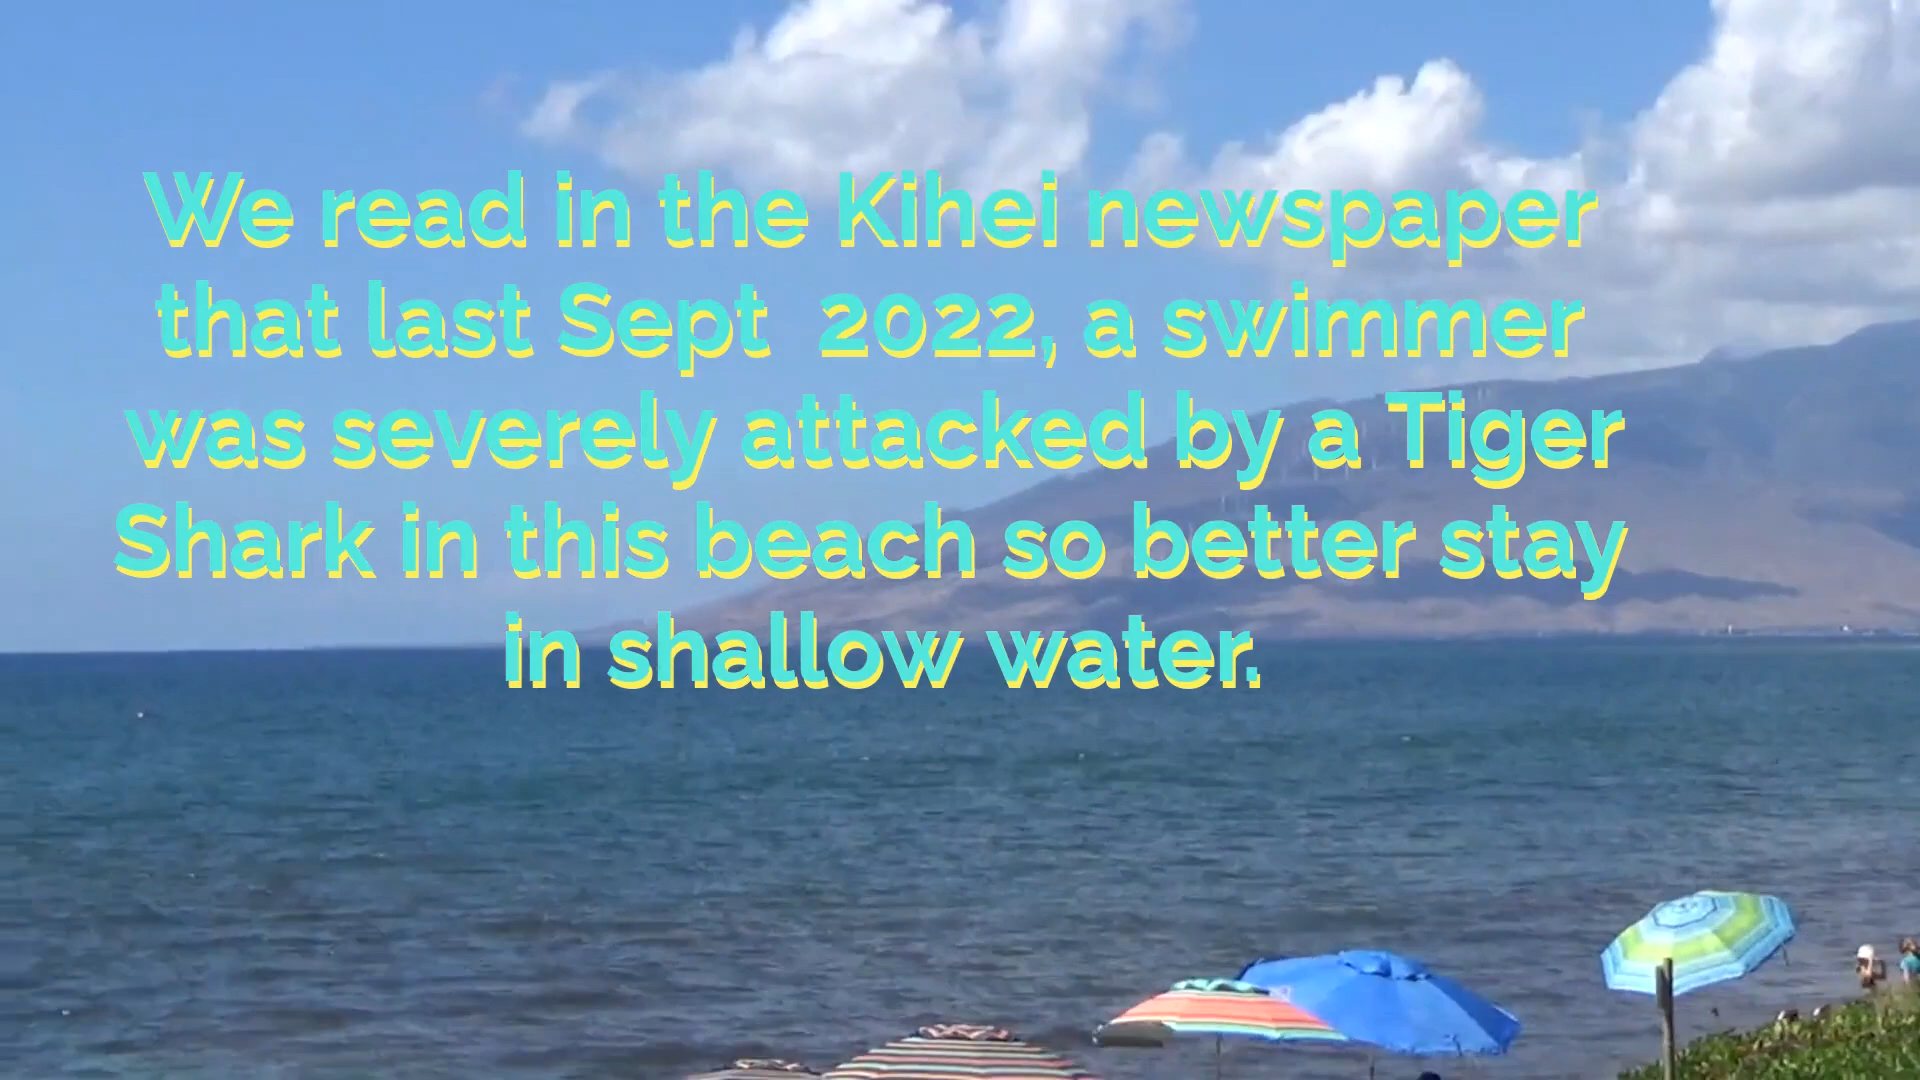 We read in the Kihei newspaper
that last Sept  2022, a swimmer
was severely attacked by a Tiger
Shark in this beach so better stay
in shallow water.